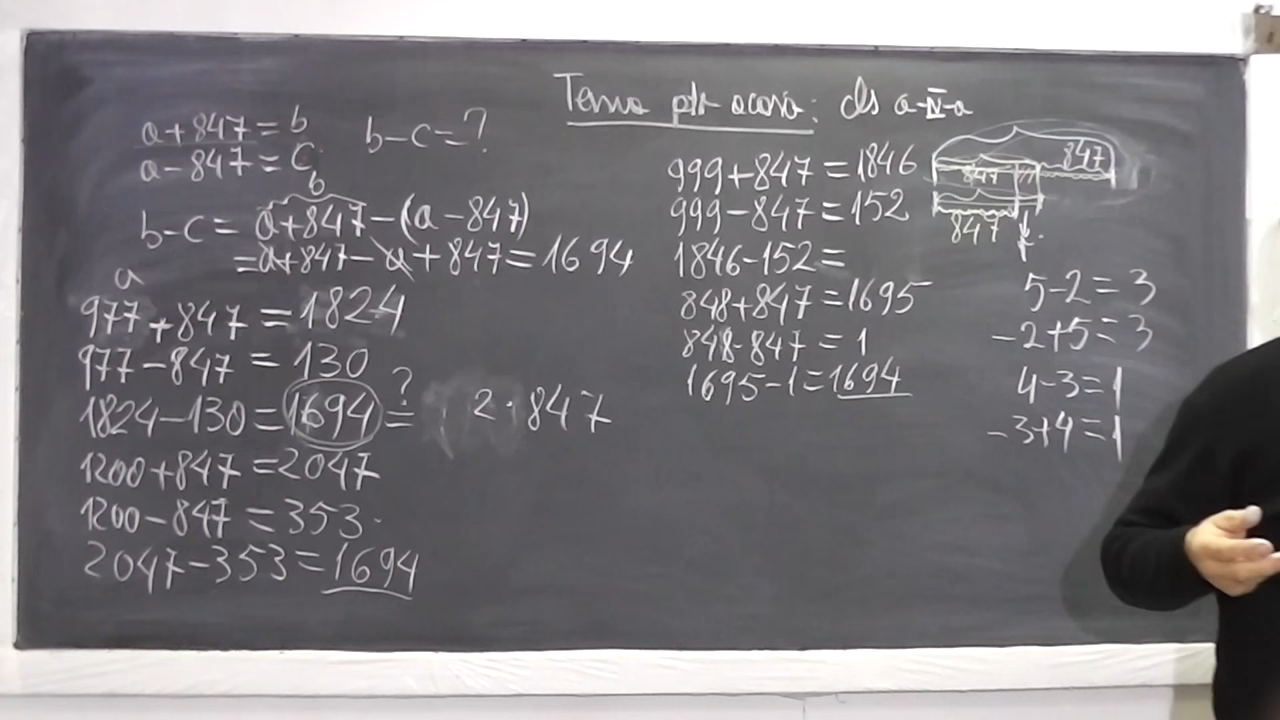 Tema ptr acasă: cls a-IV-a
a+847=b
a-847=c
b-c=?
b
b-c=a+847-(a-847)
=a+847-a+847=1694
a
977+847=1824
977-847=130
1824-130=1694=? 2·847
1200+847=2047
1200-847=353
2047-353=1694
999+847=1846
999-847=152
1846-152=
848+847=1695
848-847=1
1695-1=1694
847
847
847
5-2=3
-2+5=3
4-3=1
-3+4=1